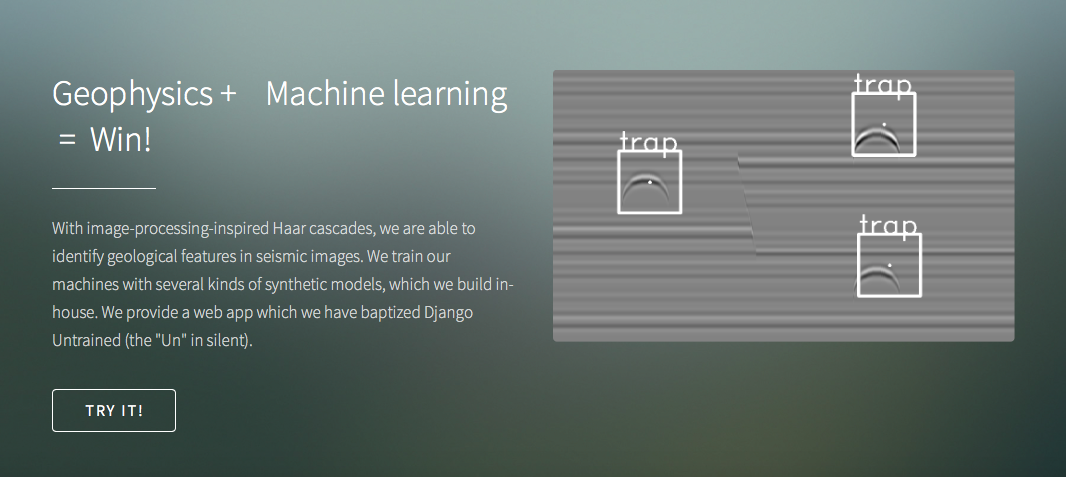 Geophysics + Machine learning
= Win!
With image-processing-inspired Haar cascades, we are able to
identify geological features in seismic images. We train our
machines with several kinds of synthetic models, which we build in-
house. We provide a web app which we have baptized Django
Untrained (the "Un" in silent).
TRY IT!
trap
trap
trap